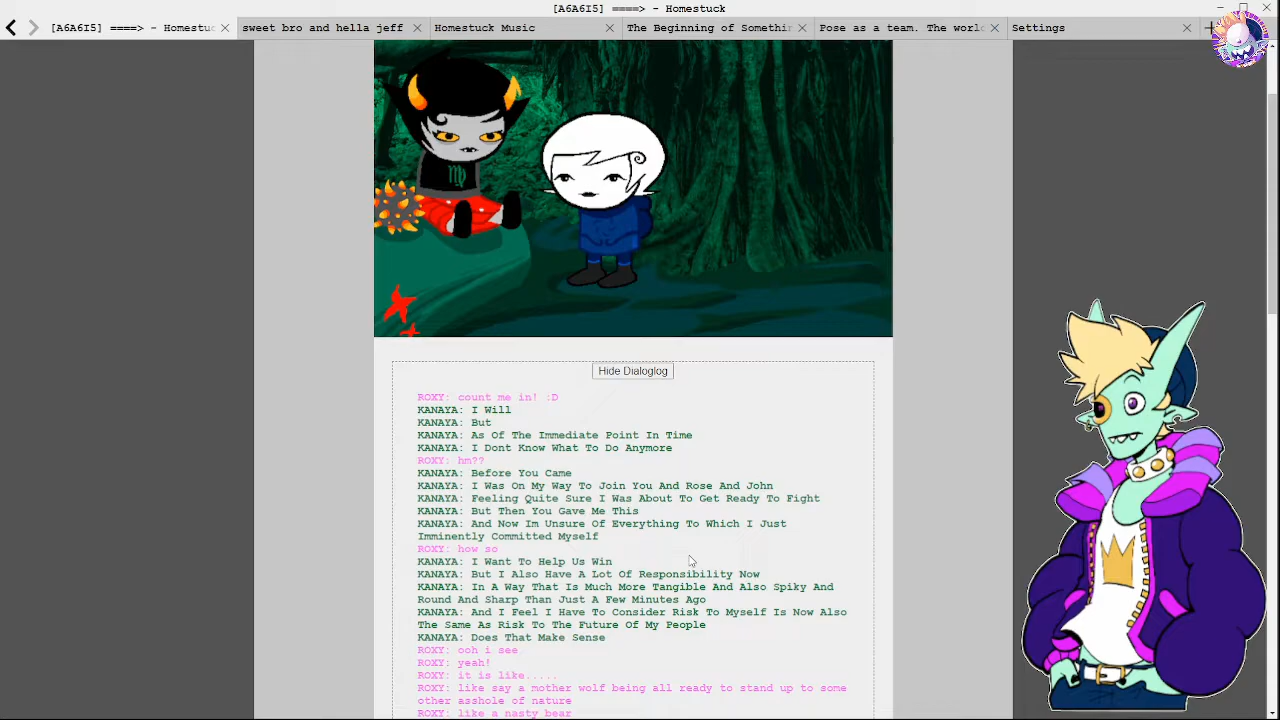 [A6A6I5] ====> - Homestuck
[A6A6I5] ====> - Homestuc
sweet bro and hella jeff
Homestuck Music
The Beginning of Somethin
Pose as a team. The worl
Settings
Hide Dialoglog
ROXY: count me in! :D
KANAYA: I Will
KANAYA: But
KANAYA: As Of The Immediate Point In Time
KANAYA: I Dont Know What To Do Anymore
ROXY: hm??
KANAYA: Before You Came
KANAYA: I Was On My Way To Join You And Rose And John
KANAYA: Feeling Quite Sure I Was About To Get Ready To Fight
KANAYA: But Then You Gave Me This
KANAYA: And Now Im Unsure Of Everything To Which I Just
Imminently Committed Myself
ROXY: how so
KANAYA: I Want To Help Us Win
KANAYA: But I Also Have A Lot Of Responsibility Now
KANAYA: In A Way That Is Much More Tangible And Also Spiky And
Round And Sharp Than Just A Few Minutes Ago
KANAYA: And I Feel I Have To Consider Risk To Myself Is Now Also
The Same As Risk To The Future Of My People
KANAYA: Does That Make Sense
ROXY: ooh i see
ROXY: yeah!
ROXY: it is like.....
ROXY: like say a mother wolf being all ready to stand up to some
other asshole of nature
ROXY: like a nasty bear